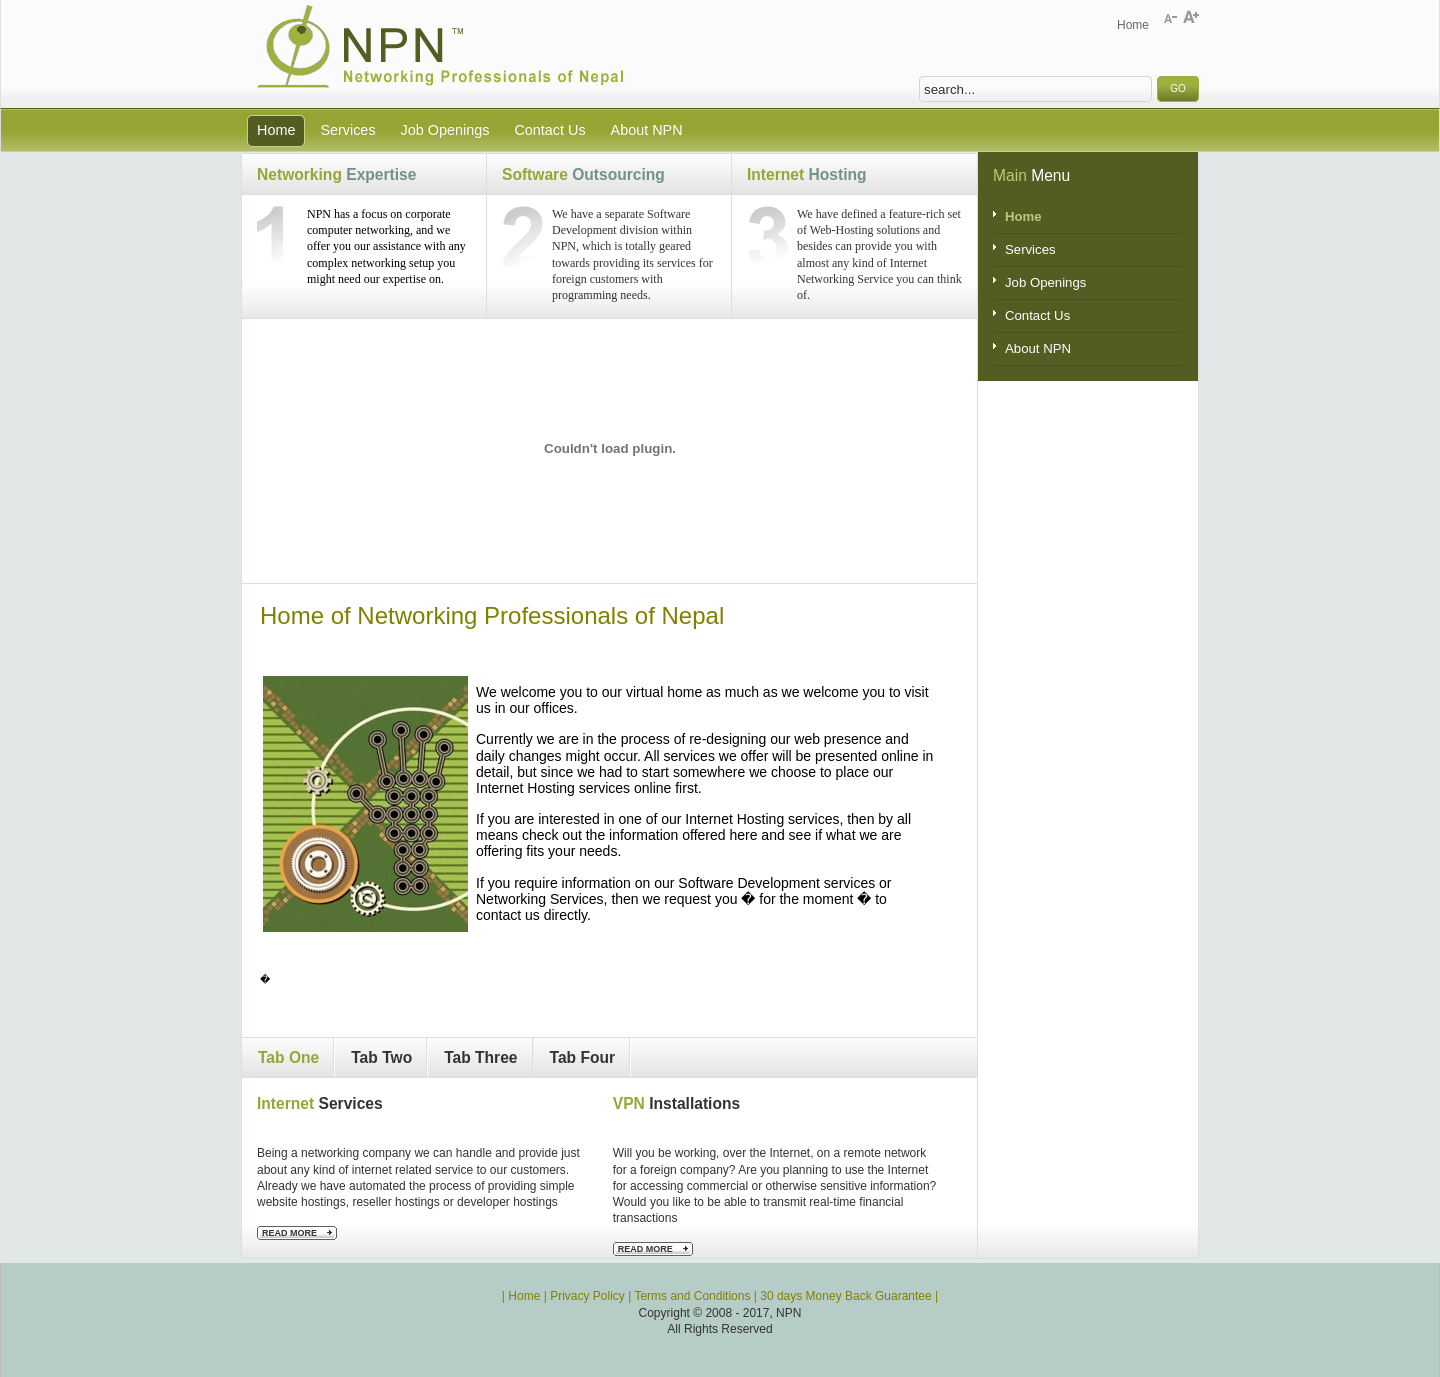 NPN ™
Networking Professionals of Nepal
Home
A- A+
search...
GO
Home Services Job Openings Contact Us About NPN
Networking Expertise
1
NPN has a focus on corporate
computer networking, and we
offer you our assistance with any
complex networking setup you
might need our expertise on.
Software Outsourcing
2
We have a separate Software
Development division within
NPN, which is totally geared
towards providing its services for
foreign customers with
programming needs.
Internet Hosting
3
We have defined a feature-rich set
of Web-Hosting solutions and
besides can provide you with
almost any kind of Internet
Networking Service you can think
of.
Main Menu
Home
Services
Job Openings
Contact Us
About NPN
Couldn't load plugin.
Home of Networking Professionals of Nepal
We welcome you to our virtual home as much as we welcome you to visit
us in our offices.
Currently we are in the process of re-designing our web presence and
daily changes might occur. All services we offer will be presented online in
detail, but since we had to start somewhere we choose to place our
Internet Hosting services online first.
If you are interested in one of our Internet Hosting services, then by all
means check out the information offered here and see if what we are
offering fits your needs.
If you require information on our Software Development services or
Networking Services, then we request you � for the moment � to
contact us directly.
�
Tab One Tab Two Tab Three Tab Four
Internet Services
Being a networking company we can handle and provide just
about any kind of internet related service to our customers.
Already we have automated the process of providing simple
website hostings, reseller hostings or developer hostings
READ MORE
VPN Installations
Will you be working, over the Internet, on a remote network
for a foreign company? Are you planning to use the Internet
for accessing commercial or otherwise sensitive information?
Would you like to be able to transmit real-time financial
transactions
READ MORE
| Home | Privacy Policy | Terms and Conditions | 30 days Money Back Guarantee |
Copyright © 2008 - 2017, NPN
All Rights Reserved